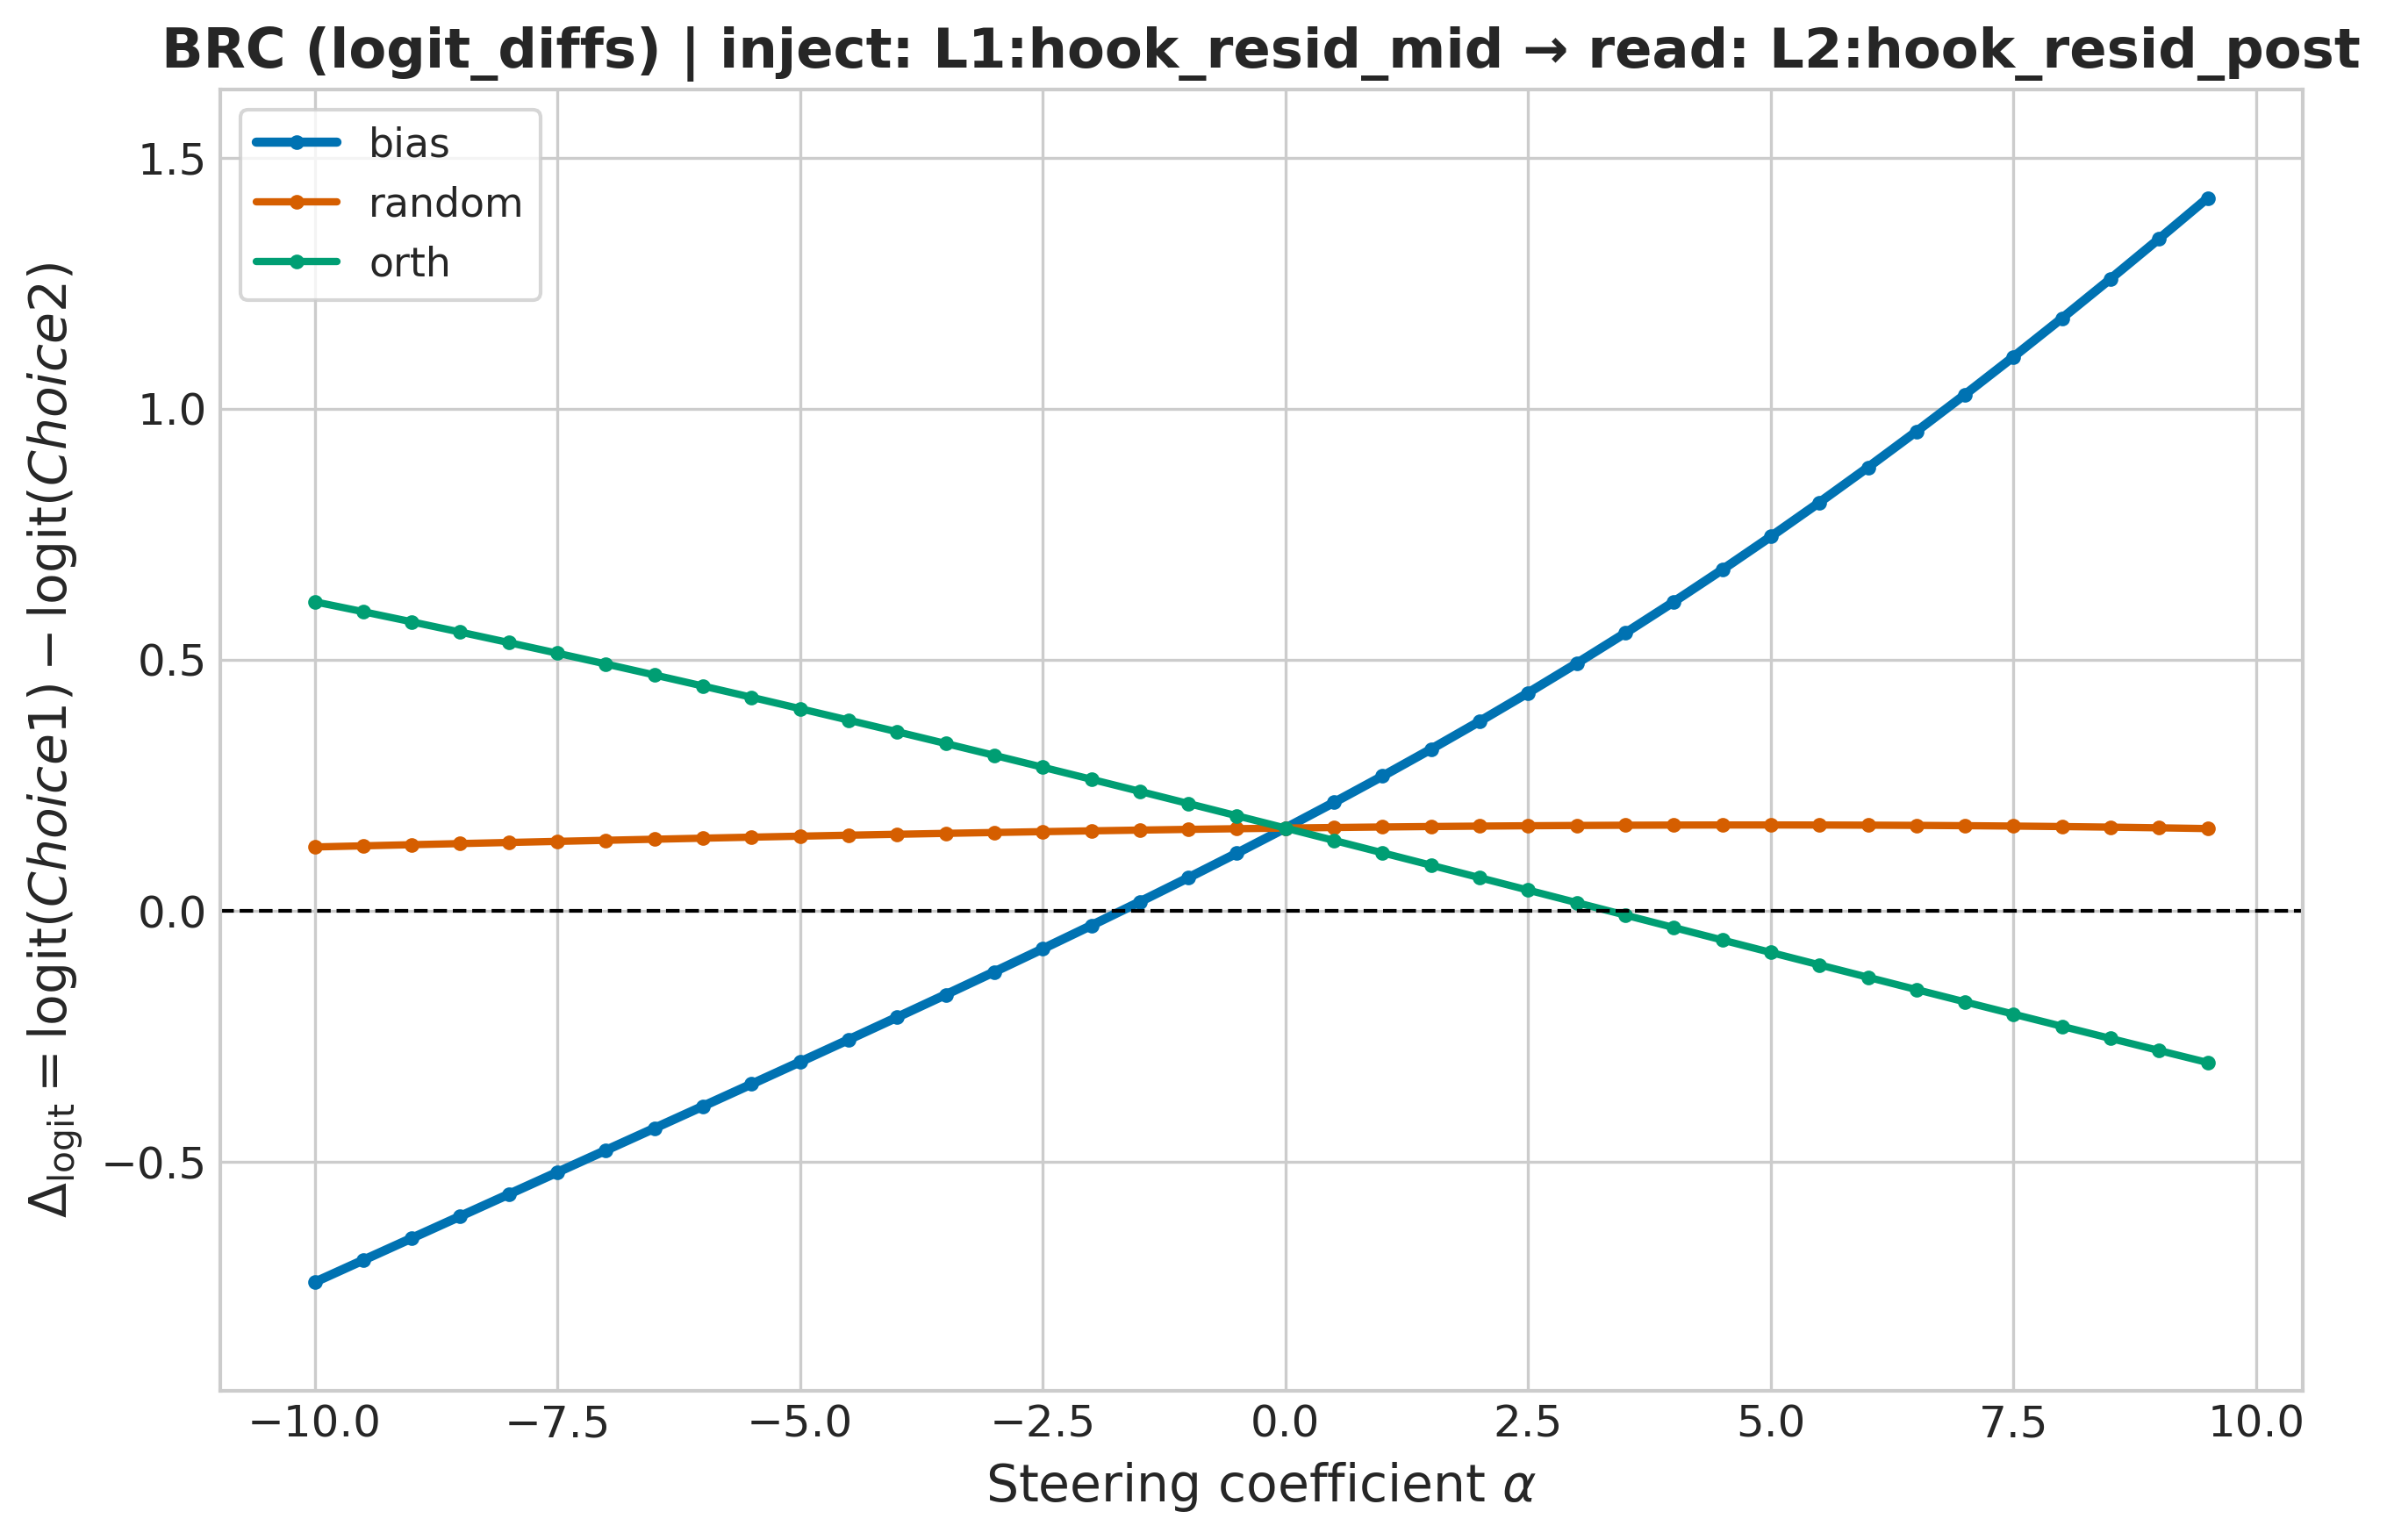 BRC (logit_diffs) | inject: L1:hook_resid_mid → read: L2:hook_resid_post
bias
random
orth
Δlogit = logit(Choice1) − logit(Choice2)
1.5
1.0
0.5
0.0
−0.5
−10.0 −7.5 −5.0 −2.5 0.0 2.5 5.0 7.5 10.0
Steering coefficient α